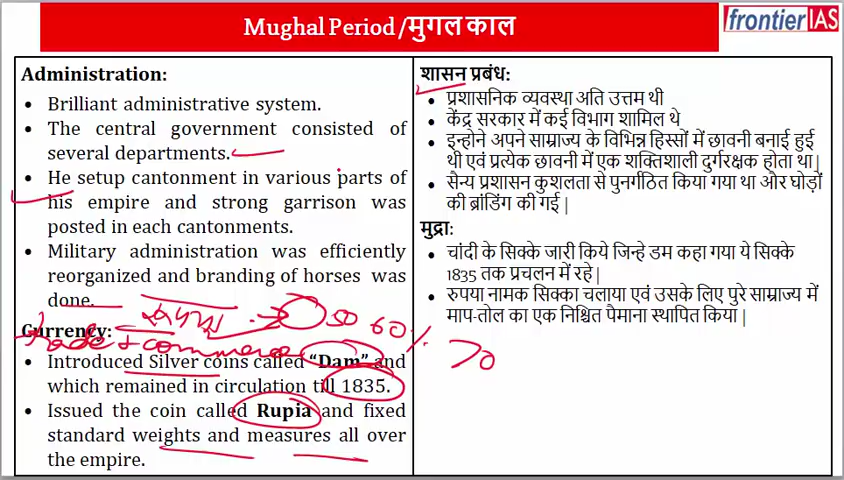 Mughal Period /मुगल काल
frontierIAS
Administration:
• Brilliant administrative system.
• The central government consisted of
several departments.
• He setup cantonment in various parts of
his empire and strong garrison was
posted in each cantonments.
• Military administration was efficiently
reorganized and branding of horses was
done.
50 60%
70
Currency:
trade + commerce
• Introduced Silver coins called “Dam” and
which remained in circulation till 1835.
• Issued the coin called Rupia and fixed
standard weights and measures all over
the empire.
शासन प्रबंध:
• प्रशासनिक व्यवस्था अति उत्तम थी
• केंद्र सरकार में कई विभाग शामिल थे
• इन्होने अपने साम्राज्य के विभिन्न हिस्सों में छावनी बनाई हुई
थी एवं प्रत्येक छावनी में एक शक्तिशाली दुर्गरक्षक होता था|
• सैन्य प्रशासन कुशलता से पुनर्गठित किया गया था और घोड़ों
की ब्रांडिंग की गई |
मुद्रा:
• चांदी के सिक्के जारी किये जिन्हे डम कहा गया ये सिक्के
1835 तक प्रचलन में रहे|
• रुपया नामक सिक्का चलाया एवं उसके लिए पुरे साम्राज्य में
माप-तोल का एक निश्चित पैमाना स्थापित किया|